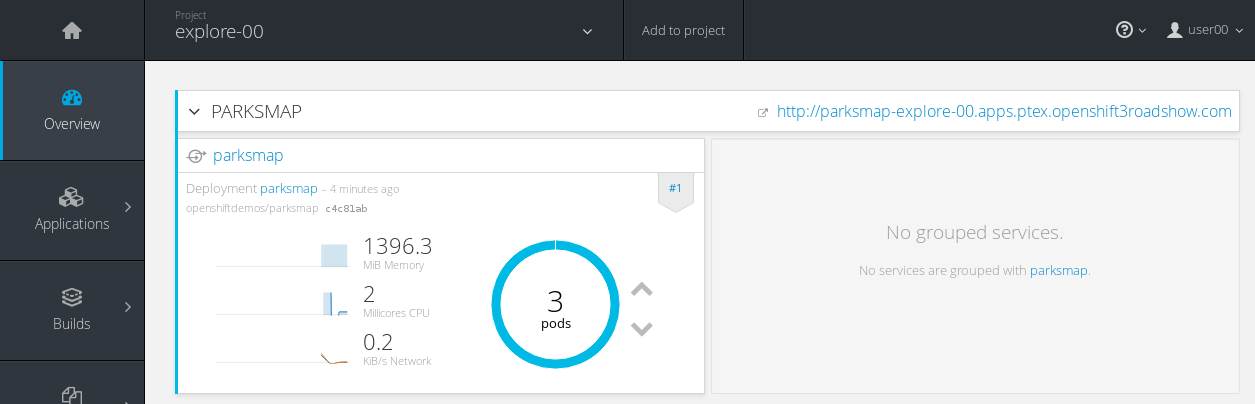 Project
explore-00
Add to project
user00
Overview
Applications
Builds
PARKSMAP
http://parksmap-explore-00.apps.ptex.openshift3roadshow.com
parksmap
Deployment parksmap – 4 minutes ago
#1
openshiftdemos/parksmap c4c81ab
1396.3
MiB Memory
2
Millicores CPU
0.2
KiB/s Network
3
pods
No grouped services.
No services are grouped with parksmap.